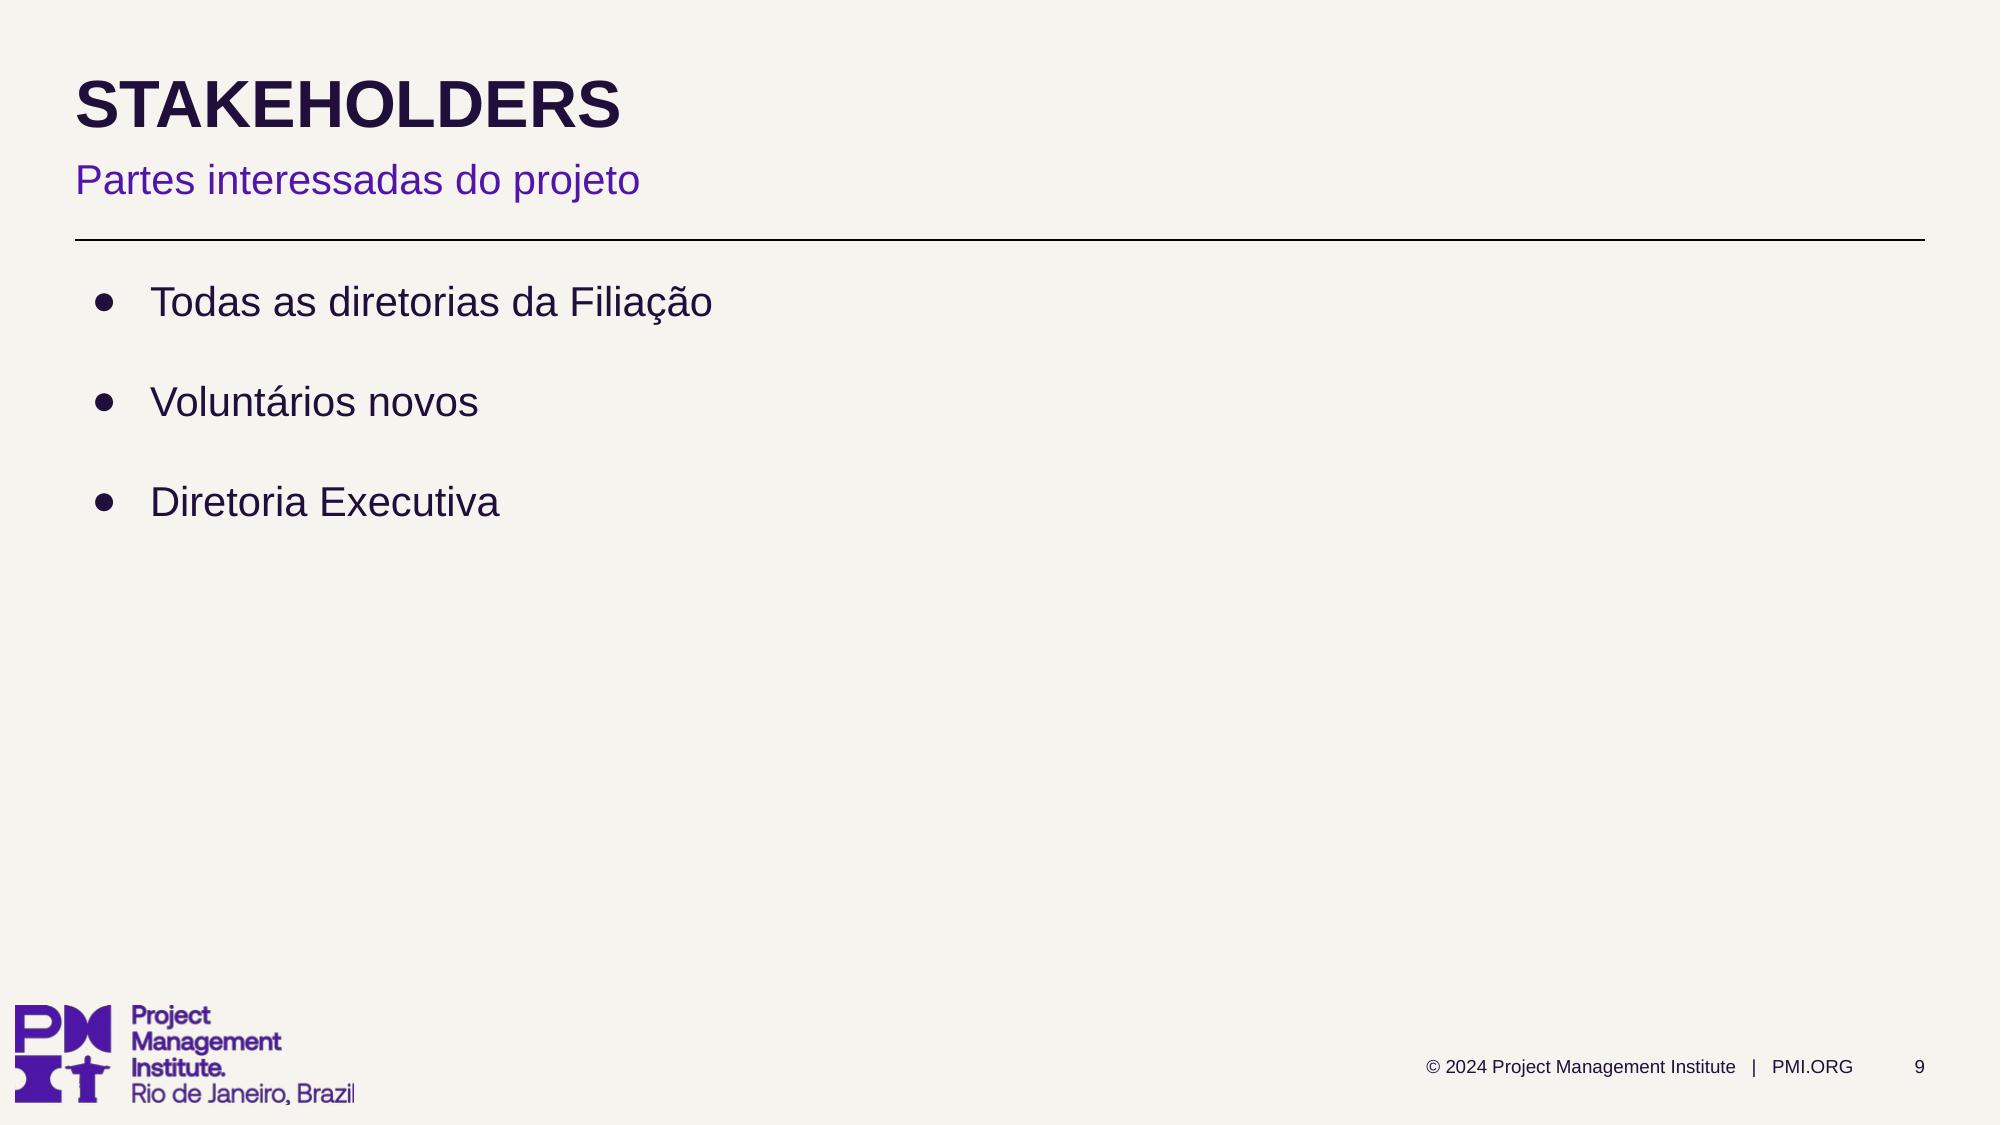 STAKEHOLDERS
Partes interessadas do projeto
● Todas as diretorias da Filiação
● Voluntários novos
● Diretoria Executiva
Project
Management
Institute.
Rio de Janeiro, Brazil
© 2024 Project Management Institute | PMI.ORG 9